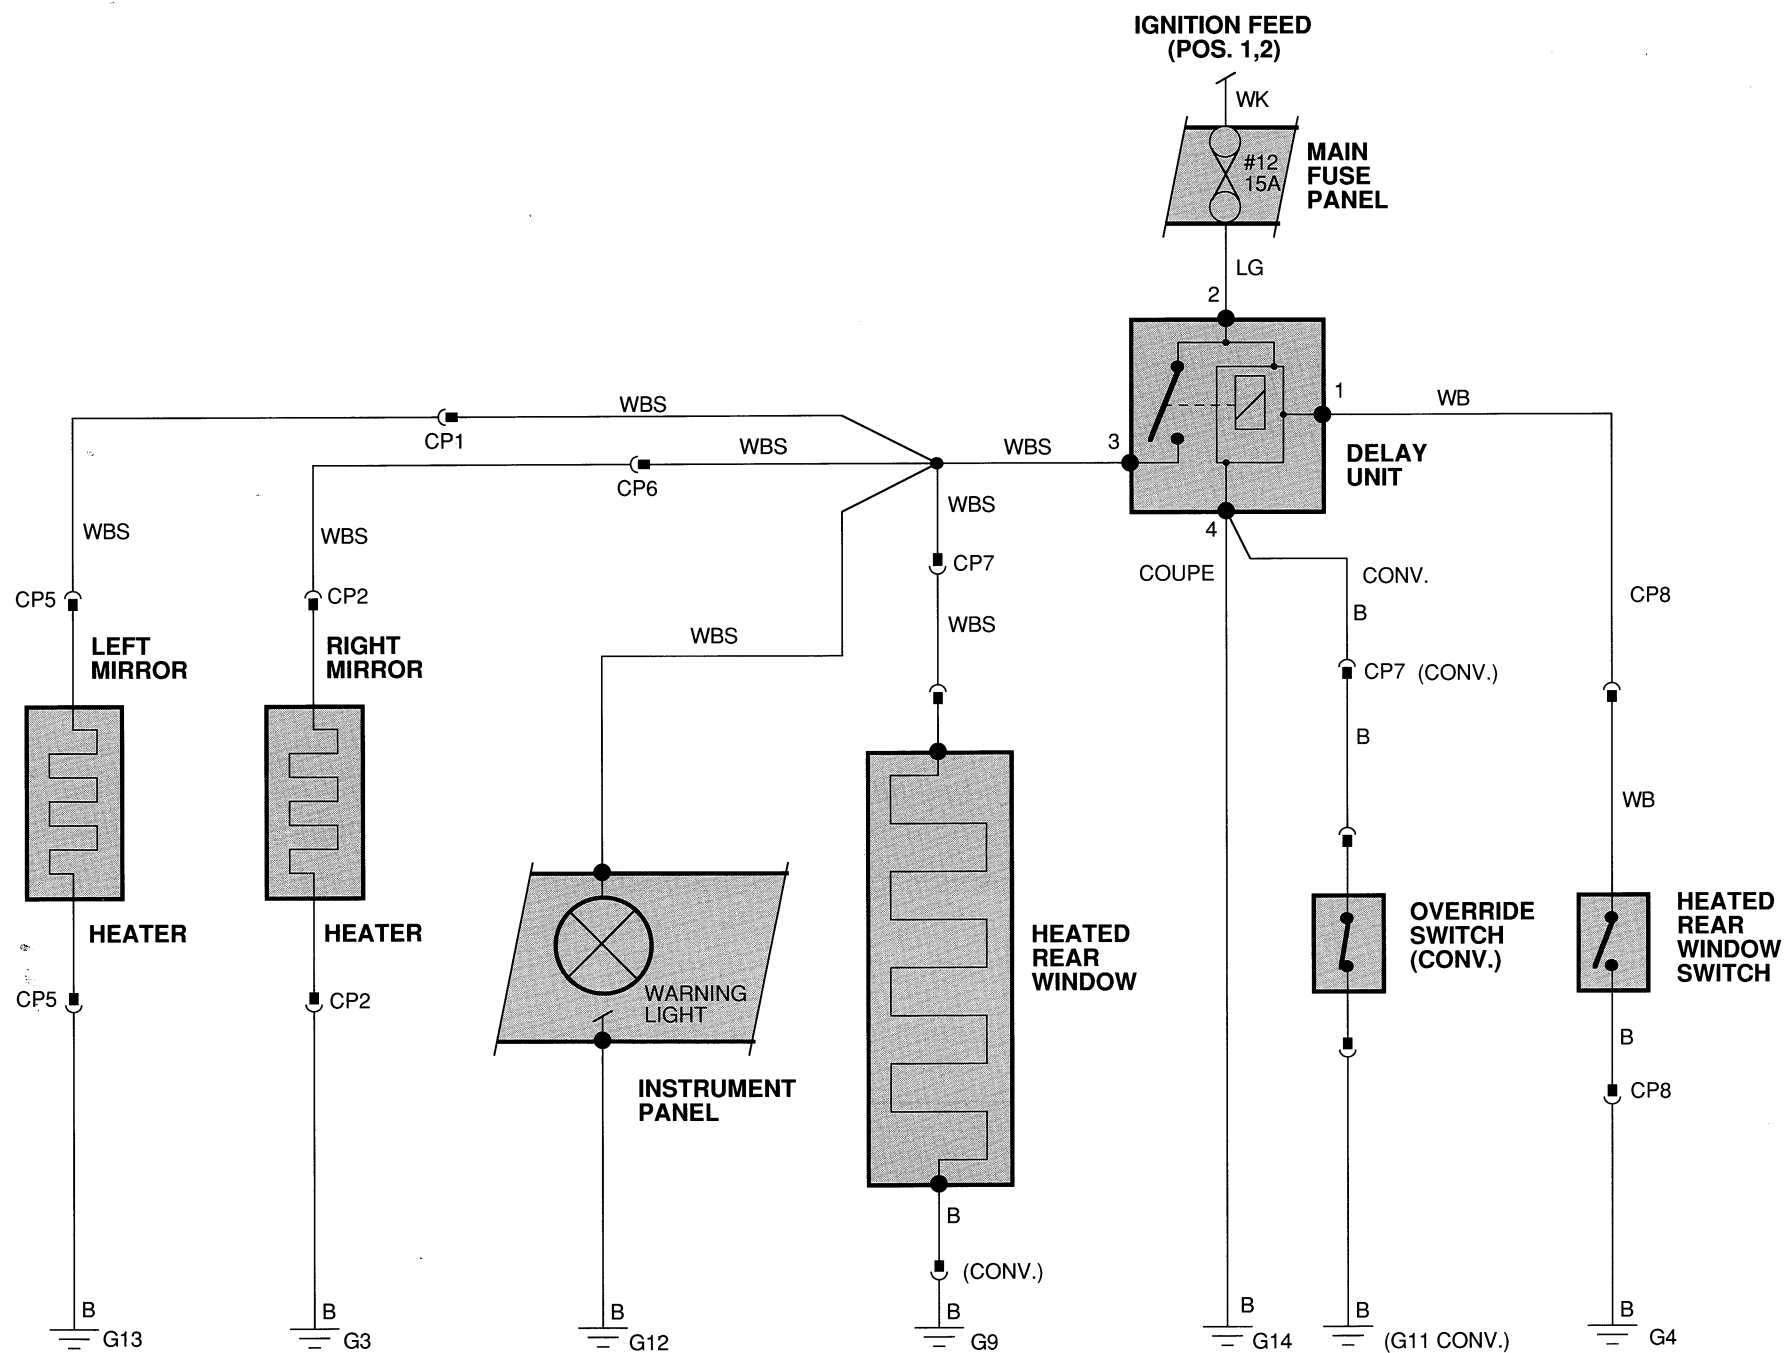 IGNITION FEED
(POS. 1,2)
WK
#12
15A
MAIN
FUSE
PANEL
LG
2
1
WB
WBS
CP1
WBS
CP6
WBS
3
DELAY
UNIT
4
WBS
WBS
WBS
CP7
COUPE
CONV.
CP5
CP2
CP8
B
WBS
WBS
LEFT
MIRROR
RIGHT
MIRROR
CP7 (CONV.)
B
WB
HEATER
HEATER
WARNING
LIGHT
INSTRUMENT
PANEL
HEATED
REAR
WINDOW
OVERRIDE
SWITCH
(CONV.)
HEATED
REAR
WINDOW
SWITCH
CP5
CP2
B
CP8
B
(CONV.)
B
G13
B
G3
B
G12
B
G9
B
G14
B
(G11 CONV.)
B
G4